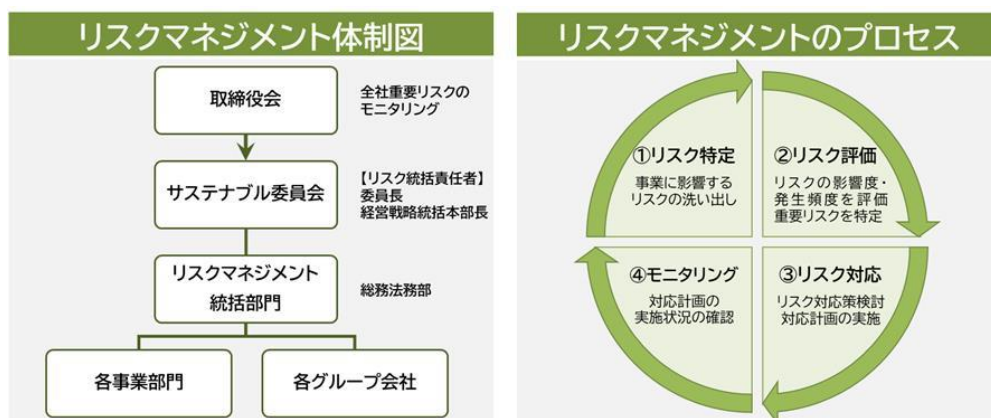 リスクマネジメント体制図
取締役会
全社重要リスクの
モニタリング
サステナブル委員会
【リスク統括責任者】
委員長
経営戦略統括本部長
リスクマネジメント
統括部門
総務法務部
各事業部門
各グループ会社
リスクマネジメントのプロセス
①リスク特定
事業に影響する
リスクの洗い出し
②リスク評価
リスクの影響度・
発生頻度を評価
重要リスクを特定
④モニタリング
対応計画の
実施状況の確認
③リスク対応
リスク対応策検討
対応計画の実施